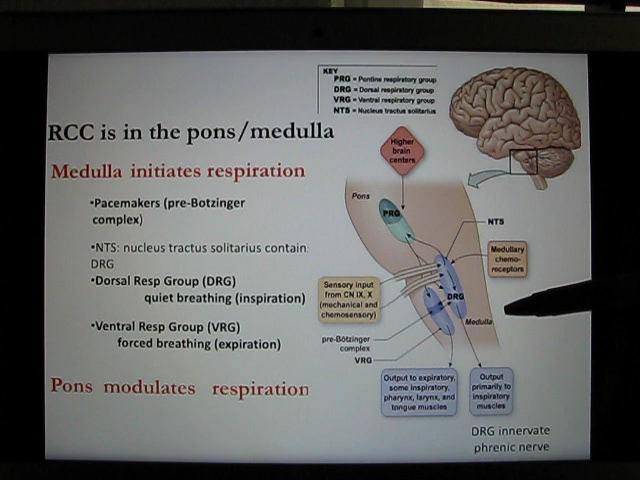 KEY
PRG = Pontine respiratory group
DRG = Dorsal respiratory group
VRG = Ventral respiratory group
NTS = Nucleus tractus solitarius
RCC is in the pons/medulla
Medulla initiates respiration
•Pacemakers (pre-Botzinger
complex)
•NTS: nucleus tractus solitarius contain
DRG
•Dorsal Resp Group (DRG)
quiet breathing (inspiration)
•Ventral Resp Group (VRG)
forced breathing (expiration)
Pons modulates respiration
Higher
brain
centers
Pons
PRG
NTS
Medullary
chemo-
receptors
Sensory input
from CN IX, X
(mechanical and
chemosensory)
DRG
Medulla
pre-Bötzinger
complex
VRG
Output to expiratory,
some inspiratory,
pharynx, larynx, and
tongue muscles
Output
primarily to
inspiratory
muscles
DRG innervate
phrenic nerve